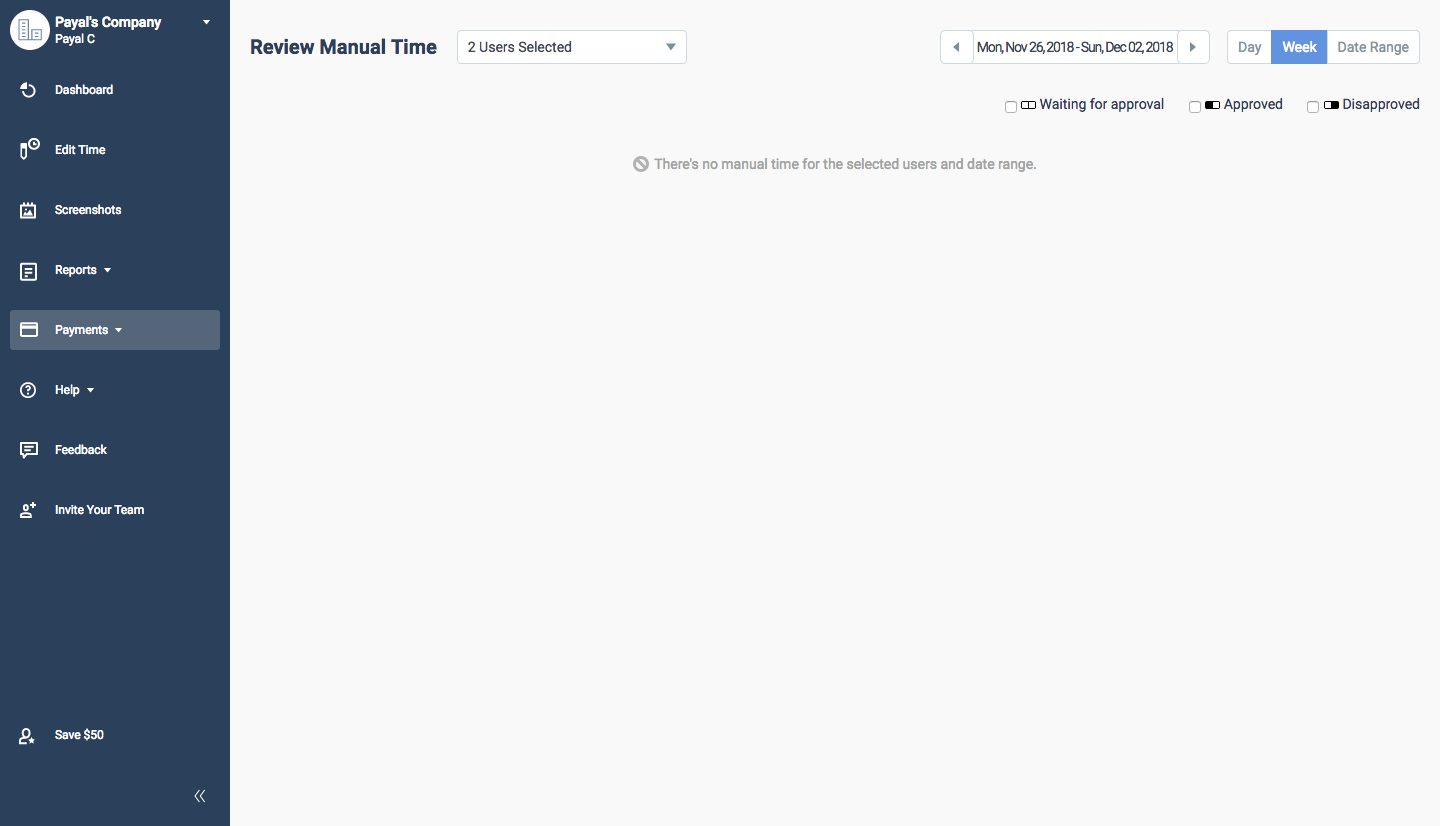 Payal's Company
Payal C
Dashboard
Edit Time
Screenshots
Reports
Payments
Help
Feedback
Invite Your Team
Save $50
Review Manual Time
2 Users Selected
Mon, Nov 26, 2018 - Sun, Dec 02, 2018
Day Week Date Range
Waiting for approval Approved Disapproved
There's no manual time for the selected users and date range.